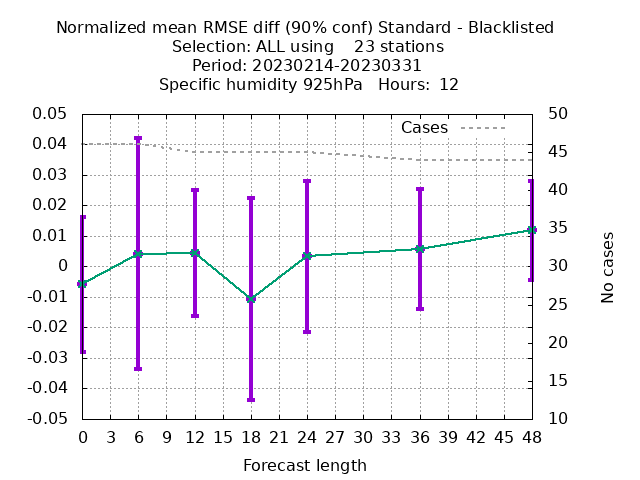 Normalized mean RMSE diff (90% conf) Standard - Blacklisted
Selection: ALL using    23 stations
Period: 20230214-20230331
Specific humidity 925hPa   Hours:  12
Cases
0.05
0.04
0.03
0.02
0.01
0
-0.01
-0.02
-0.03
-0.04
-0.05
50
45
40
35
30
25
20
15
10
No cases
0 3 6 9 12 15 18 21 24 27 30 33 36 39 42 45 48
Forecast length